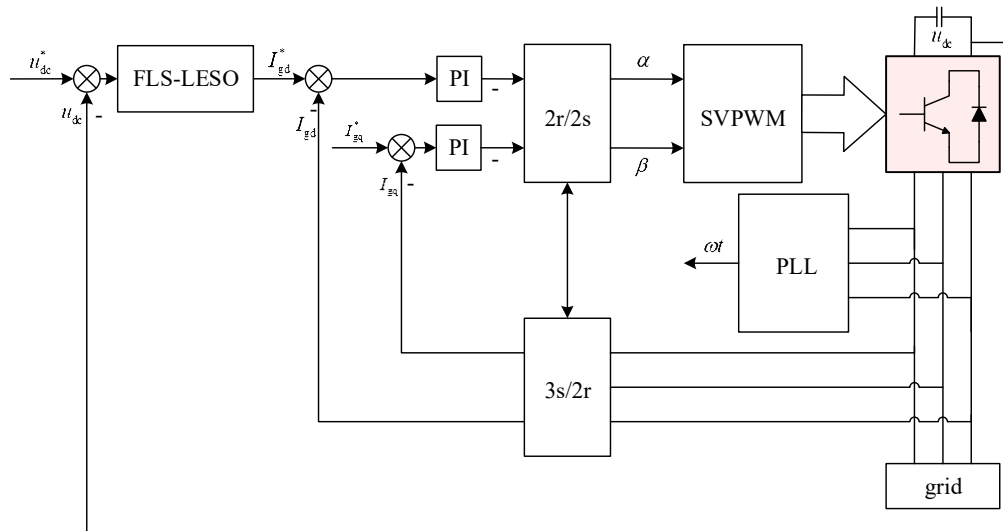 u*dc
FLS-LESO
I*gd
PI
-
2r/2s
α
SVPWM
udc
udc
-
-
Igd
I*gq
PI
-
β
Igq
-
ωt
PLL
3s/2r
grid